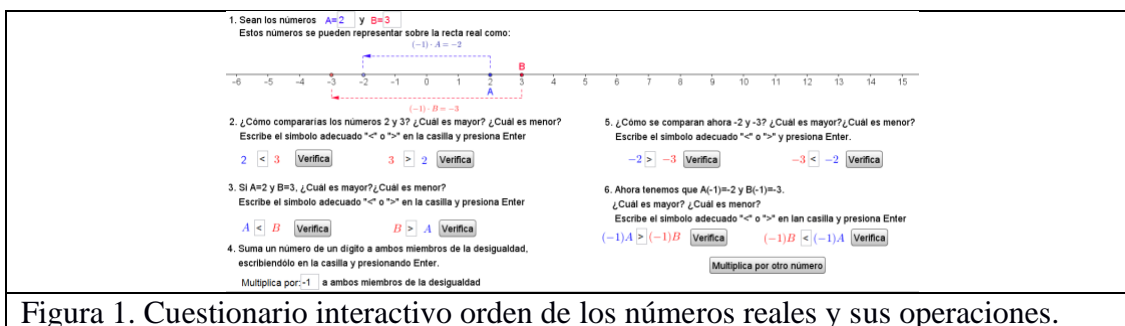 1. Sean los números A=2 y B=3
Estos números se pueden representar sobre la recta real como:
(−1) · A = −2
B
-6 -5 -4 -3 -2 -1 0 1 2 3 4 5 6 7 8 9 10 11 12 13 14 15
A
(−1) · B = −3
2. ¿Cómo compararías los números 2 y 3? ¿Cuál es mayor? ¿Cuál es menor?
Escribe el símbolo adecuado "<" o ">" en la casilla y presiona Enter
2 < 3 Verifica 3 > 2 Verifica
3. Si A=2 y B=3, ¿Cuál es mayor?¿Cuál es menor?
Escribe el simbolo adecuado "<" o ">" en la casilla y presiona Enter
A < B Verifica B > A Verifica
4. Suma un número de un dígito a ambos miembros de la desigualdad,
escribiendólo en la casilla y presionando Enter.
Multiplica por: -1 a ambos miembros de la desigualdad
5. ¿Cómo se comparan ahora -2 y -3? ¿Cuál es mayor?¿Cuál es menor?
Escribe el simbolo adecuado "<" o ">" y presiona Enter.
−2 > −3 Verifica −3 < −2 Verifica
6. Ahora tenemos que A(-1)=-2 y B(-1)=-3.
¿Cuál es mayor? ¿Cuál es menor?
Escribe el simbolo adecuado "<" o ">" en lan casilla y presiona Enter
(−1)A > (−1)B Verifica (−1)B < (−1)A Verifica
Multiplica por otro número
Figura 1. Cuestionario interactivo orden de los números reales y sus operaciones.